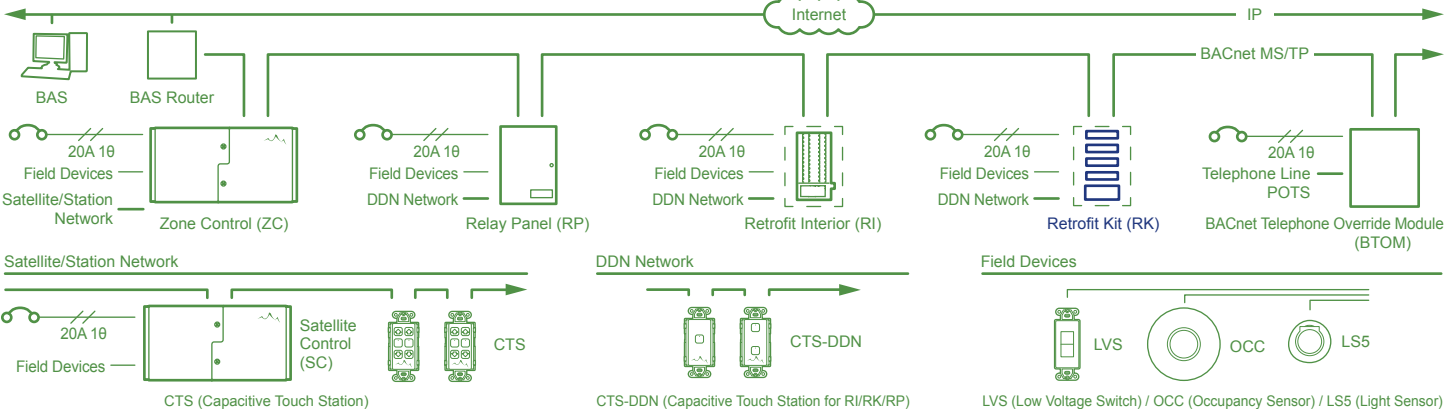 Internet
IP
BACnet MS/TP
BAS
BAS Router
20A 1θ
Field Devices
Satellite/Station
Network
Zone Control (ZC)
20A 1θ
Field Devices
DDN Network
Relay Panel (RP)
20A 1θ
Field Devices
DDN Network
Retrofit Interior (RI)
20A 1θ
Field Devices
DDN Network
Retrofit Kit (RK)
20A 1θ
Telephone Line
POTS
BACnet Telephone Override Module
(BTOM)
Satellite/Station Network
20A 1θ
Field Devices
Satellite
Control
(SC)
CTS
CTS (Capacitive Touch Station)
DDN Network
CTS-DDN
CTS-DDN (Capacitive Touch Station for RI/RK/RP)
Field Devices
LVS
OCC
LS5
LVS (Low Voltage Switch) / OCC (Occupancy Sensor) / LS5 (Light Sensor)